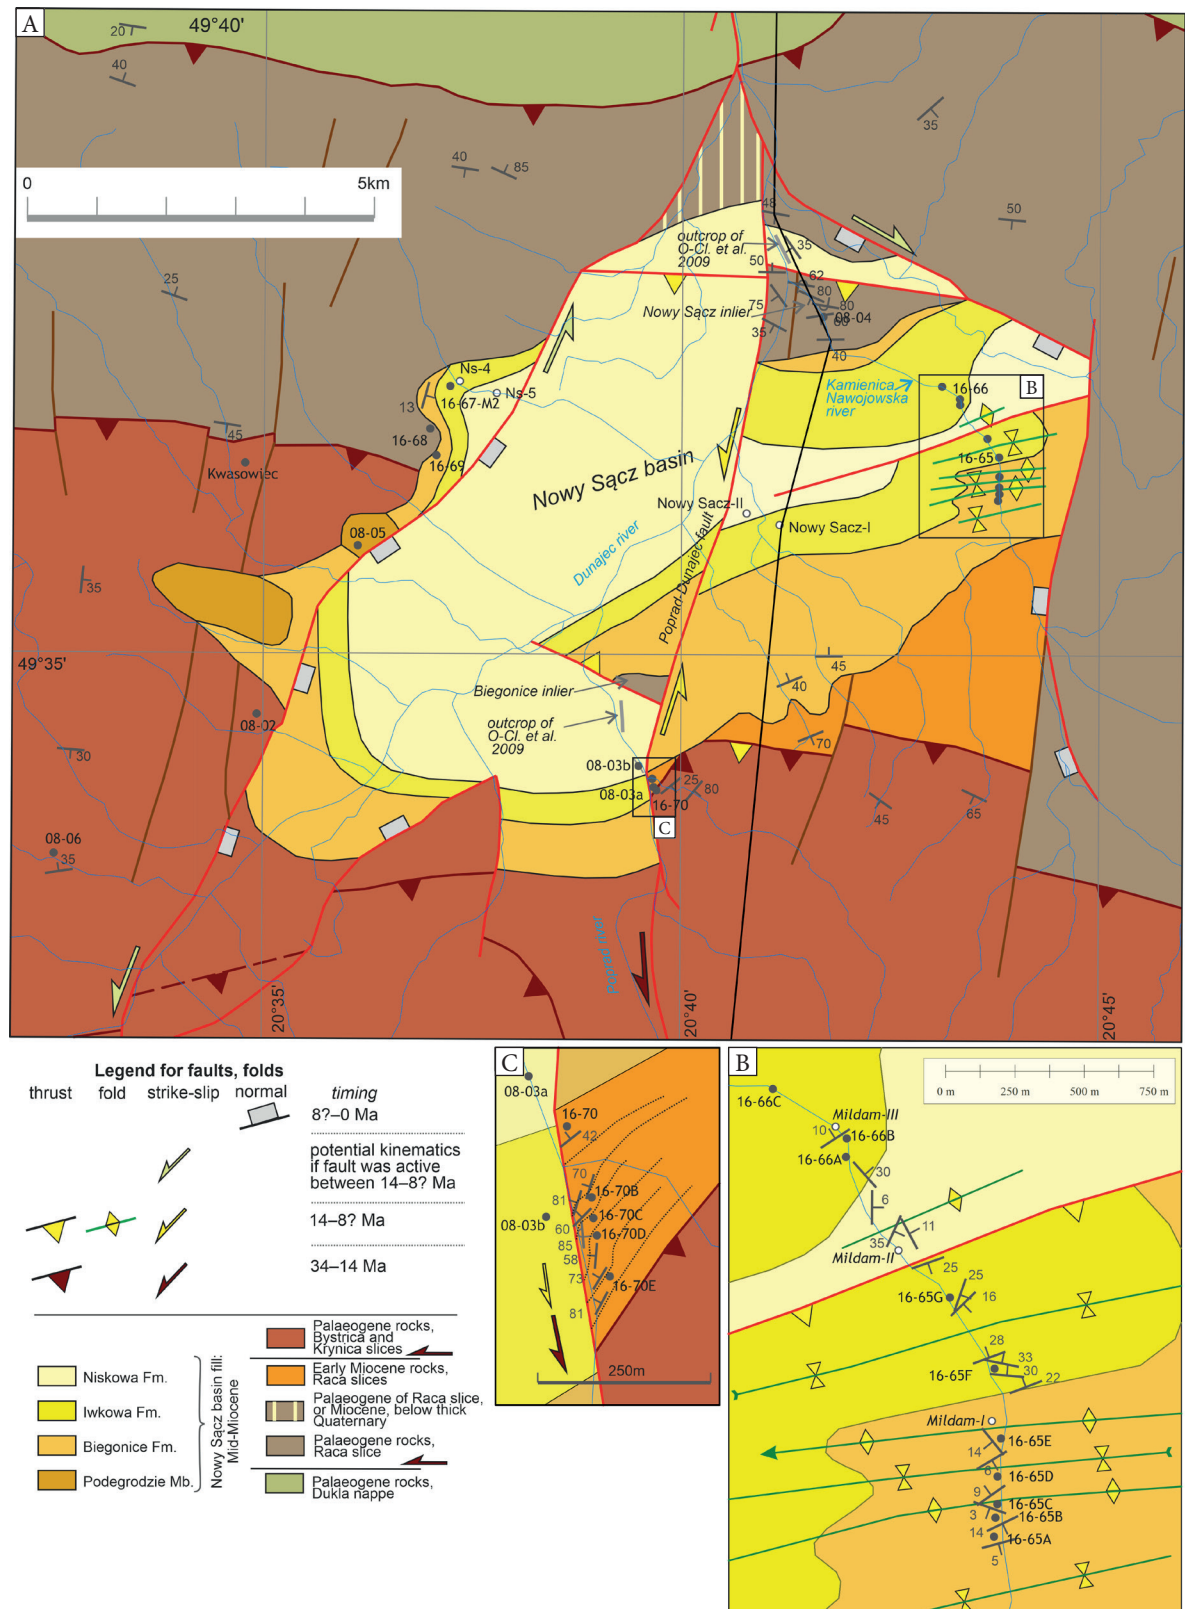 A
49°40'
20
40
0
5km
40
85
35
50
25
48
outcrop of
O-Cl. et al.
2009
35
50
62
80
75
80
Nowy Sącz inlier
08-04
60
35
40
Ns-4
Ns-5
13
16-67-M2
16-68
16-69
Kamienica
Nawojowska
river
16-66
B
45
Kwasowiec
16-65
Nowy Sącz basin
Nowy Sacz-II
Nowy Sacz-I
08-05
Dunajec river
Poprad-Dunajec fault
35
49°35'
45
Biegonice inlier
40
08-02
outcrop of
O-Cl. et al.
2009
30
70
08-03b
25
08-03a
80
16-70
C
45
65
08-06
35
Poprad river
20°35'
20°40'
20°45'
Legend for faults, folds
thrust fold strike-slip normal timing
8?–0 Ma
potential kinematics
if fault was active
between 14–8? Ma
14–8? Ma
34–14 Ma
Niskowa Fm.
Iwkowa Fm.
Biegonice Fm.
Podegrodzie Mb.
Nowy Sącz basin fill:
Mid-Miocene
Palaeogene rocks,
Bystrica and
Krynica slices
Early Miocene rocks,
Raca slices
Palaeogene of Raca slice,
or Miocene, below thick
Quaternary
Palaeogene rocks,
Raca slice
Palaeogene rocks,
Dukla nappe
C
08-03a
16-70
42
70
16-70B
81
16-70C
08-03b
60
16-70D
85
58
73
16-70E
81
250m
B
0 m 250 m 500 m 750 m
16-66C
Mildam-III
10
16-66B
16-66A
30
6
11
35
Mildam-II
25
25
16-65G
16
28
33
16-65F
30
22
Mildam-I
16-65E
14
6
16-65D
9
16-65C
3
16-65B
14
16-65A
5